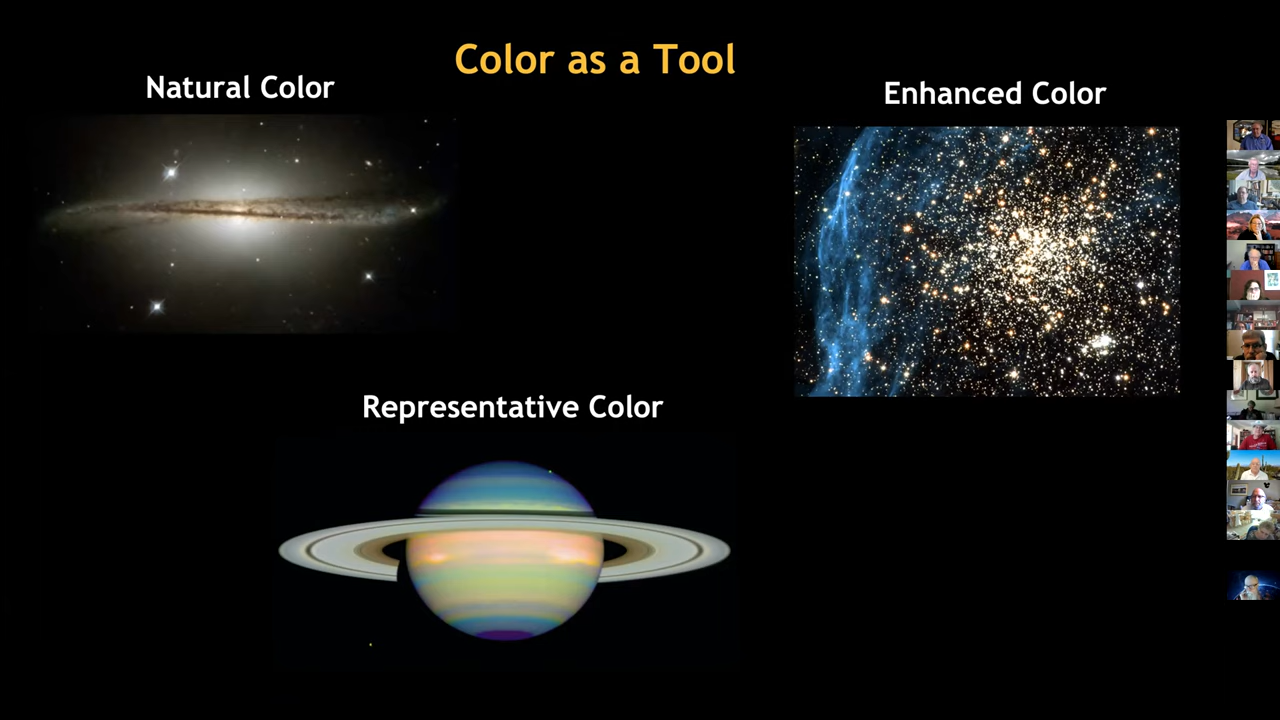 Color as a Tool
Natural Color
Enhanced Color
Representative Color